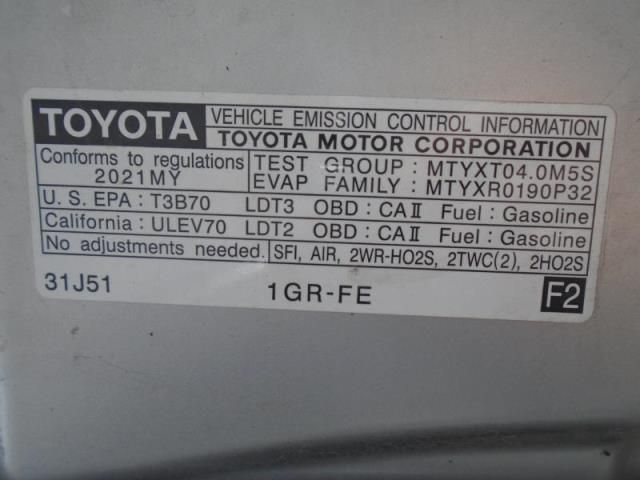 TOYOTA
VEHICLE EMISSION CONTROL INFORMATION
TOYOTA MOTOR CORPORATION
Conforms to regulations
2021MY
TEST GROUP : MTYXT04.0M5S
EVAP FAMILY : MTYXR0190P32
U. S. EPA : T3B70 LDT3 OBD : CAⅡ Fuel : Gasoline
California : ULEV70 LDT2 OBD : CAⅡ Fuel : Gasoline
No adjustments needed. SFI, AIR, 2WR-HO2S, 2TWC(2), 2HO2S
31J51 1GR-FE F2